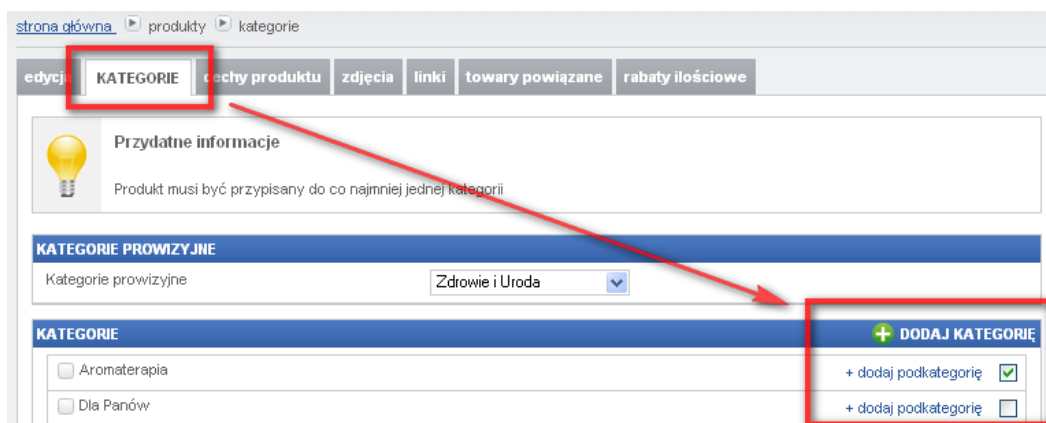 strona główna produkty kategorie
edycja KATEGORIE cechy produktu zdjęcia linki towary powiązane rabaty ilościowe
Przydatne informacje
Produkt musi być przypisany do co najmniej jednej kategorii
KATEGORIE PROWIZYJNE
Kategorie prowizyjne Zdrowie i Uroda
KATEGORIE DODAJ KATEGORIĘ
Aromaterapia + dodaj podkategorię
Dla Panów + dodaj podkategorię